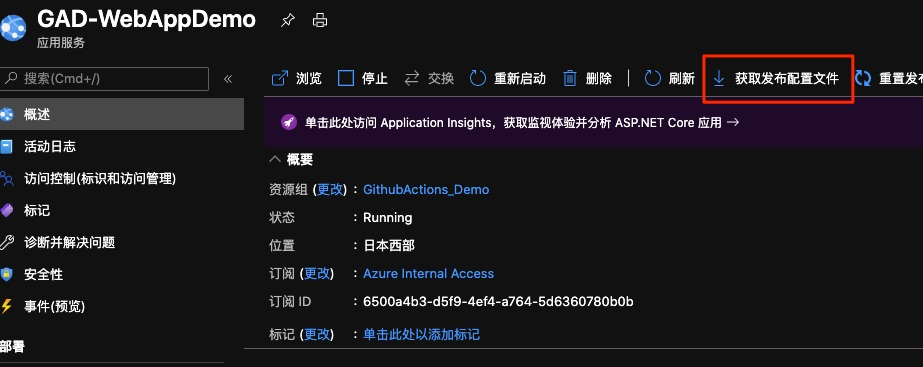 GAD-WebAppDemo
应用服务
搜索(Cmd+/)
«
浏览 停止 交换 重新启动 删除 刷新 获取发布配置文件 重置发布
概述
单击此处访问 Application Insights，获取监视体验并分析 ASP.NET Core 应用 →
活动日志
概要
访问控制(标识和访问管理)
资源组 (更改) : GithubActions_Demo
标记
状态 : Running
诊断并解决问题
位置 : 日本西部
安全性
订阅 (更改) : Azure Internal Access
事件(预览)
订阅 ID : 6500a4b3-d5f9-4ef4-a764-5d6360780b0b
部署
标记 (更改) : 单击此处以添加标记